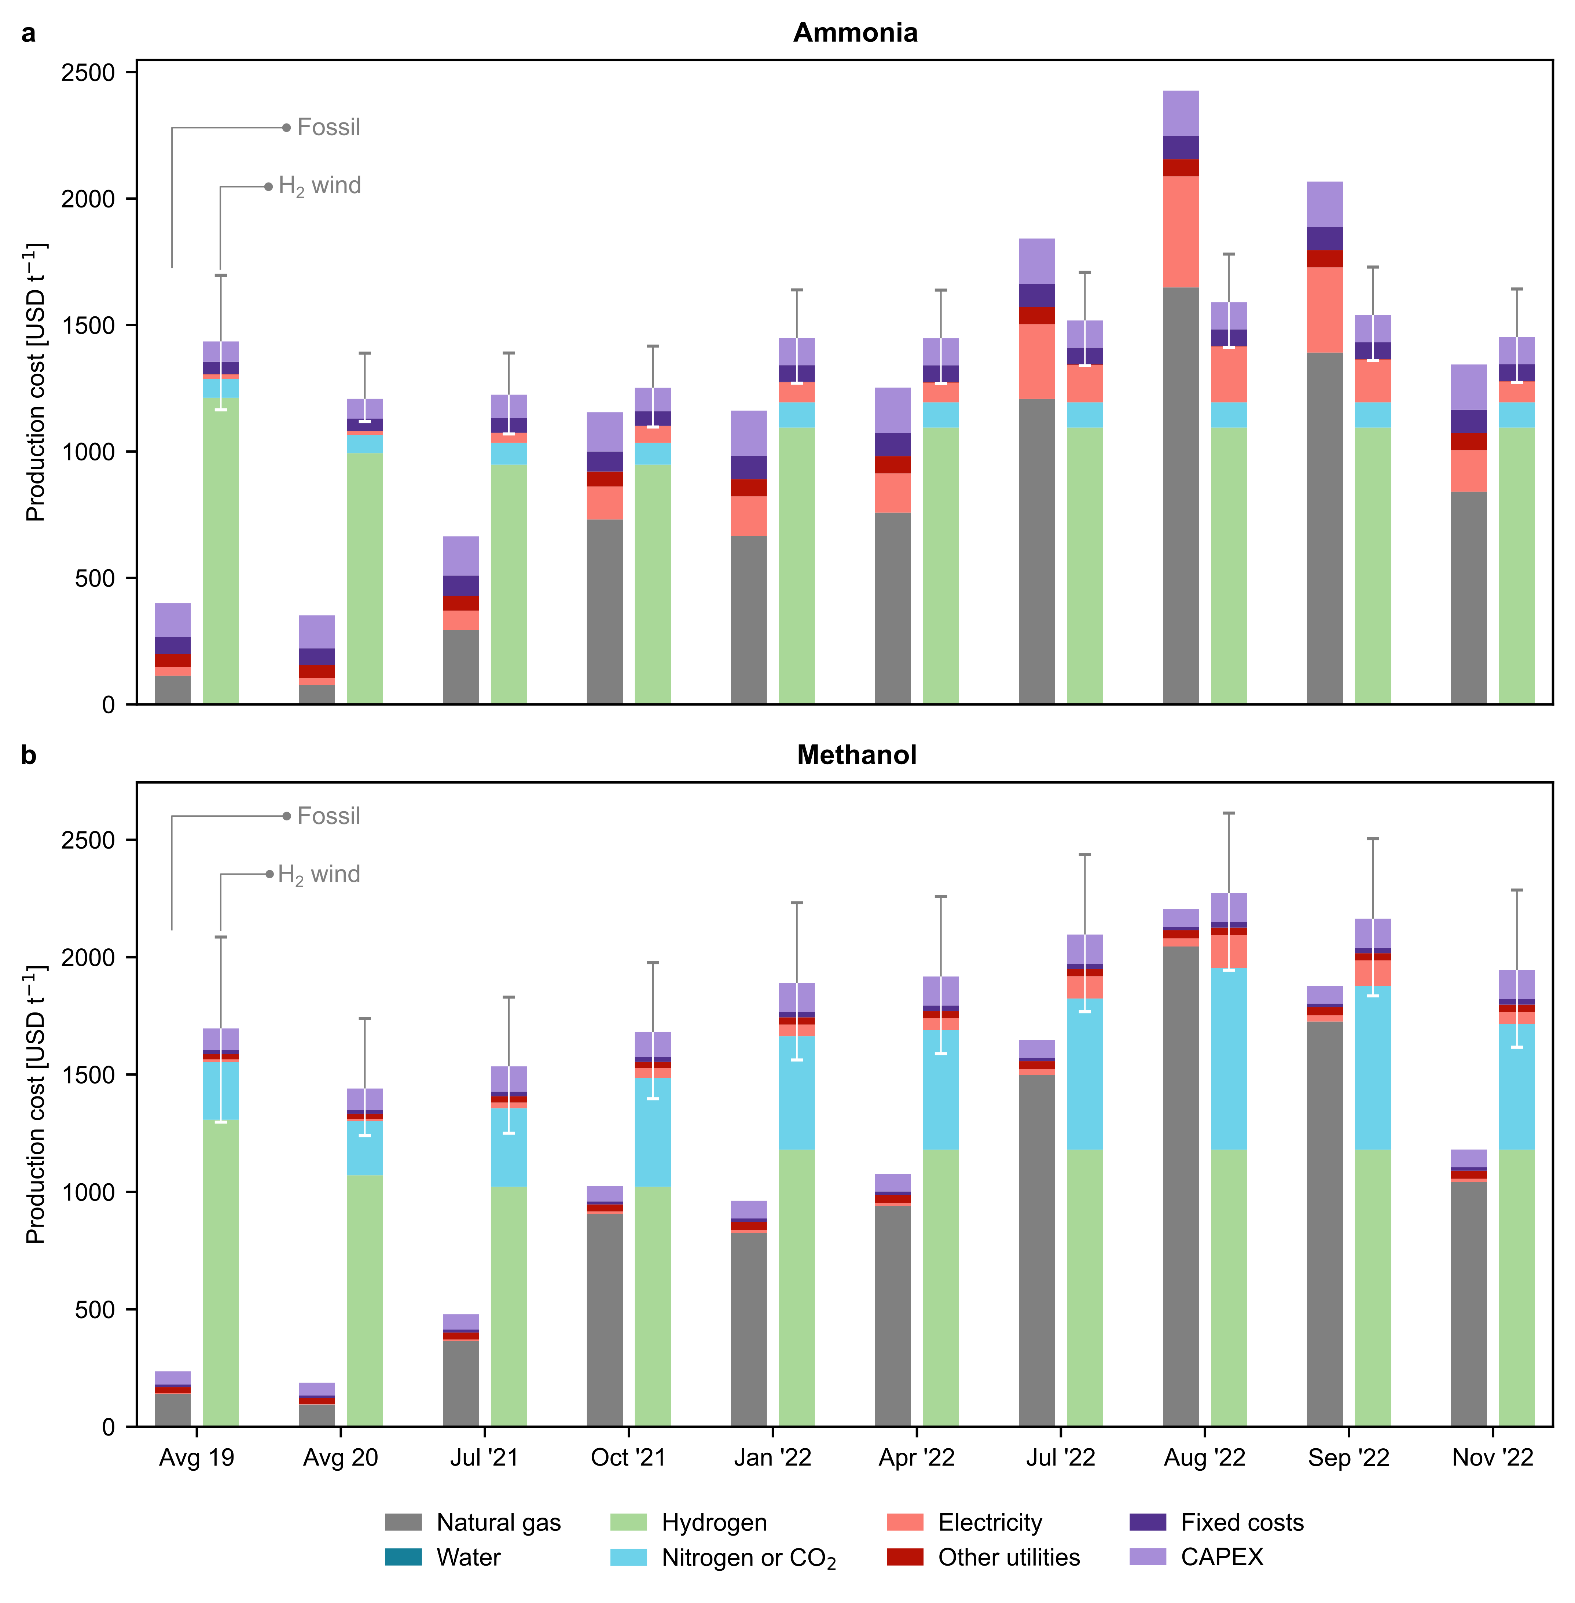 a
Ammonia
2500
2000
1500
1000
500
0
Production cost [USD t⁻¹]
Fossil
H₂ wind
b
Methanol
2500
2000
1500
1000
500
0
Production cost [USD t⁻¹]
Fossil
H₂ wind
Avg 19 Avg 20 Jul '21 Oct '21 Jan '22 Apr '22 Jul '22 Aug '22 Sep '22 Nov '22
Natural gas Hydrogen Electricity Fixed costs
Water Nitrogen or CO₂ Other utilities CAPEX